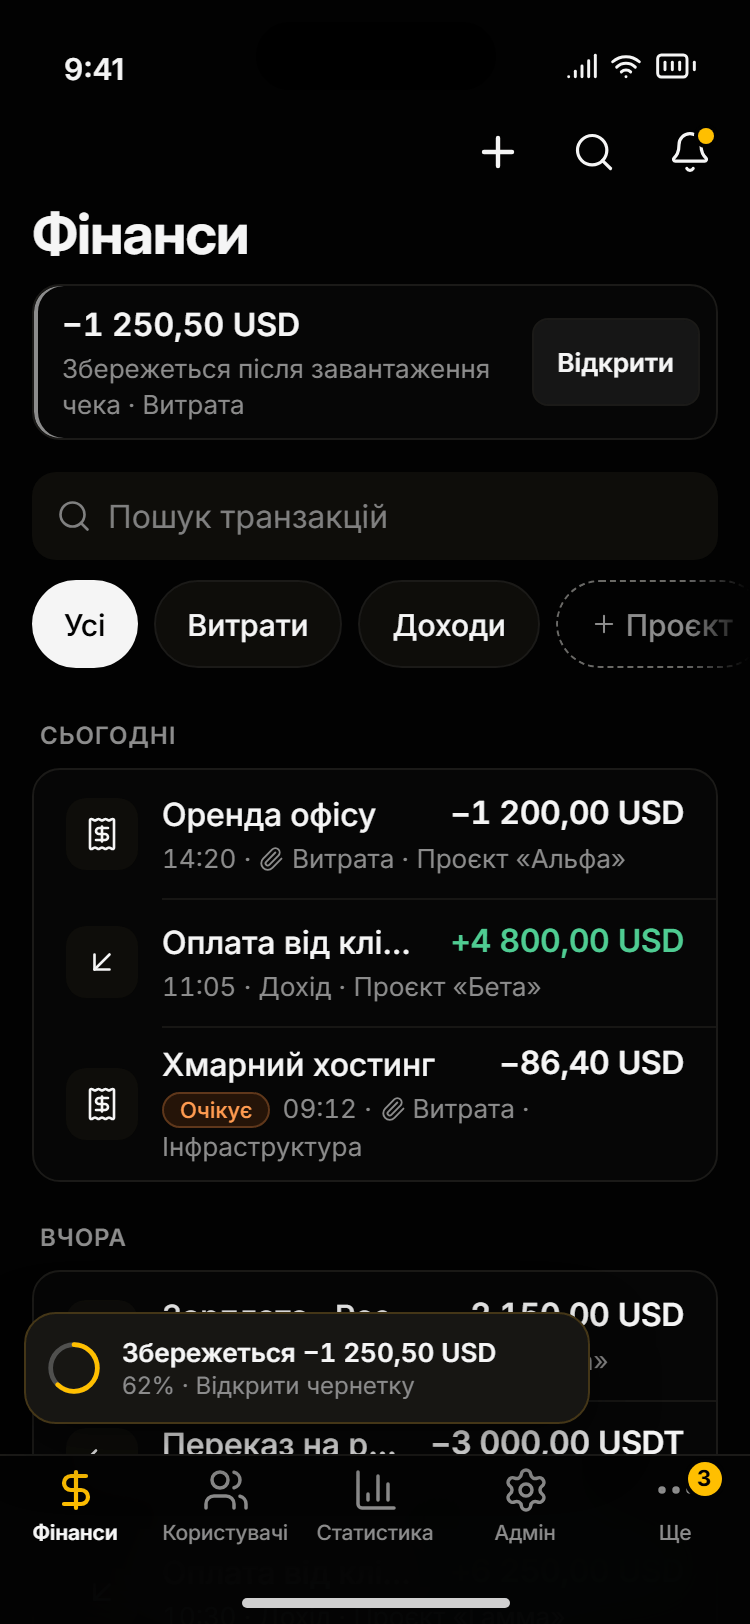 9:41
Фінанси
−1 250,50 USD
Збережеться після завантаження
чека · Витрата
Відкрити
Пошук транзакцій
Усі
Витрати
Доходи
+ Проєкт
СЬОГОДНІ
Оренда офісу
−1 200,00 USD
14:20 · Витрата · Проєкт «Альфа»
Оплата від клі...
+4 800,00 USD
11:05 · Дохід · Проєкт «Бета»
Хмарний хостинг
−86,40 USD
Очікує 09:12 · Витрата ·
Інфраструктура
ВЧОРА
Збережеться −1 250,50 USD
62% · Відкрити чернетку
Переказ на р...
−3 000,00 USDT
Фінанси
Користувачі
Статистика
Адмін
Ще
3